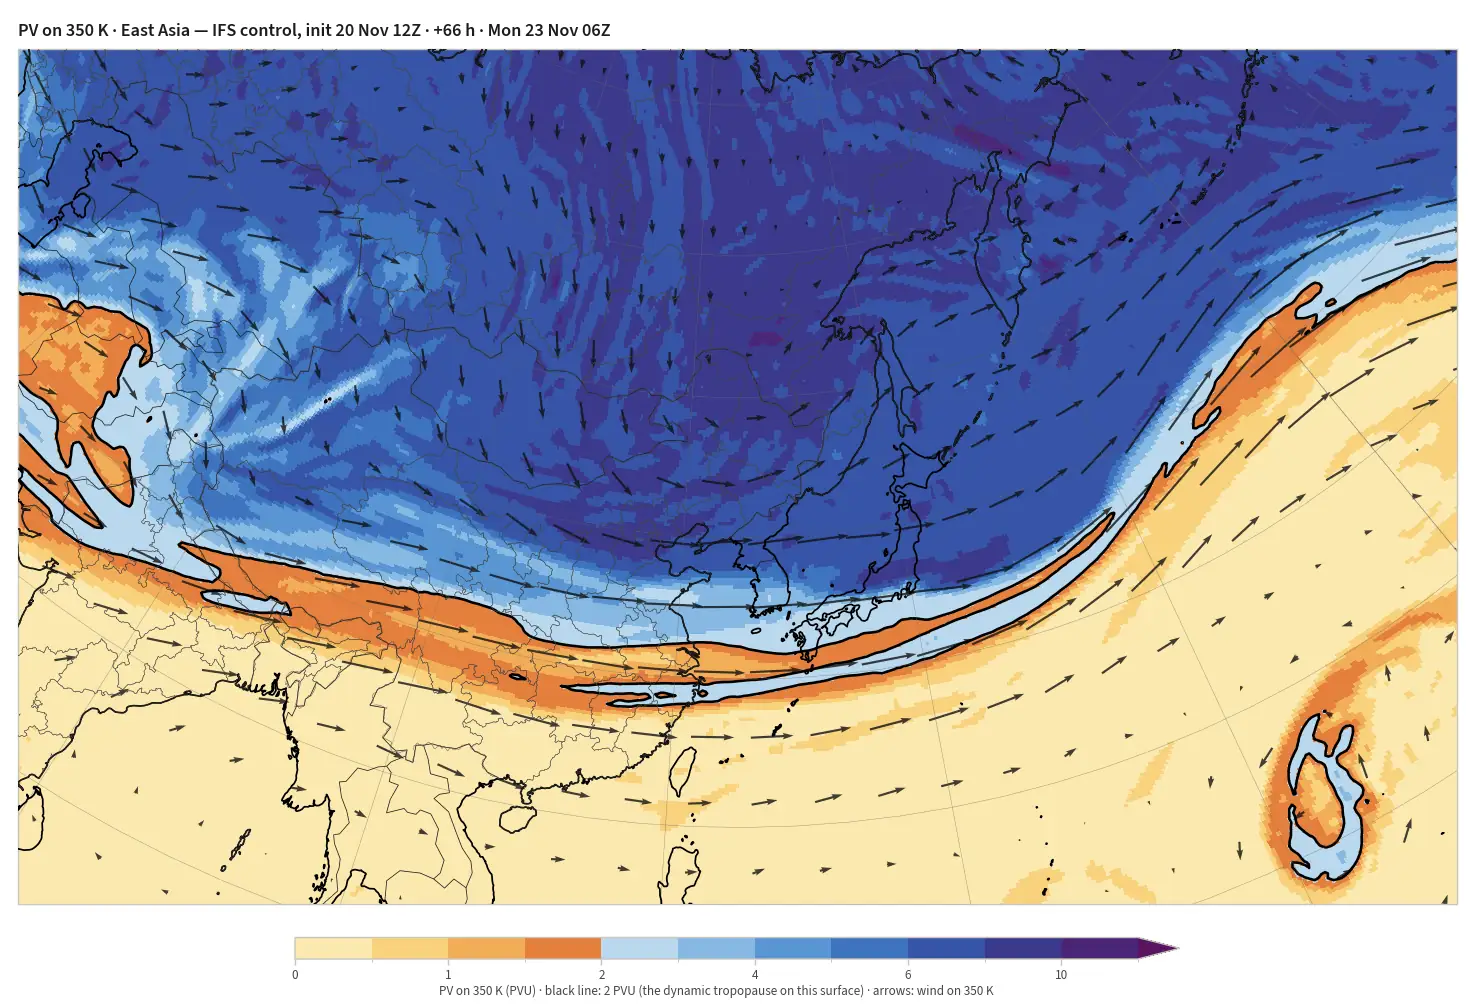 PV on 350 K · East Asia — IFS control, init 20 Nov 12Z · +66 h · Mon 23 Nov 06Z
0 1 2 4 6 10
PV on 350 K (PVU) · black line: 2 PVU (the dynamic tropopause on this surface) · arrows: wind on 350 K